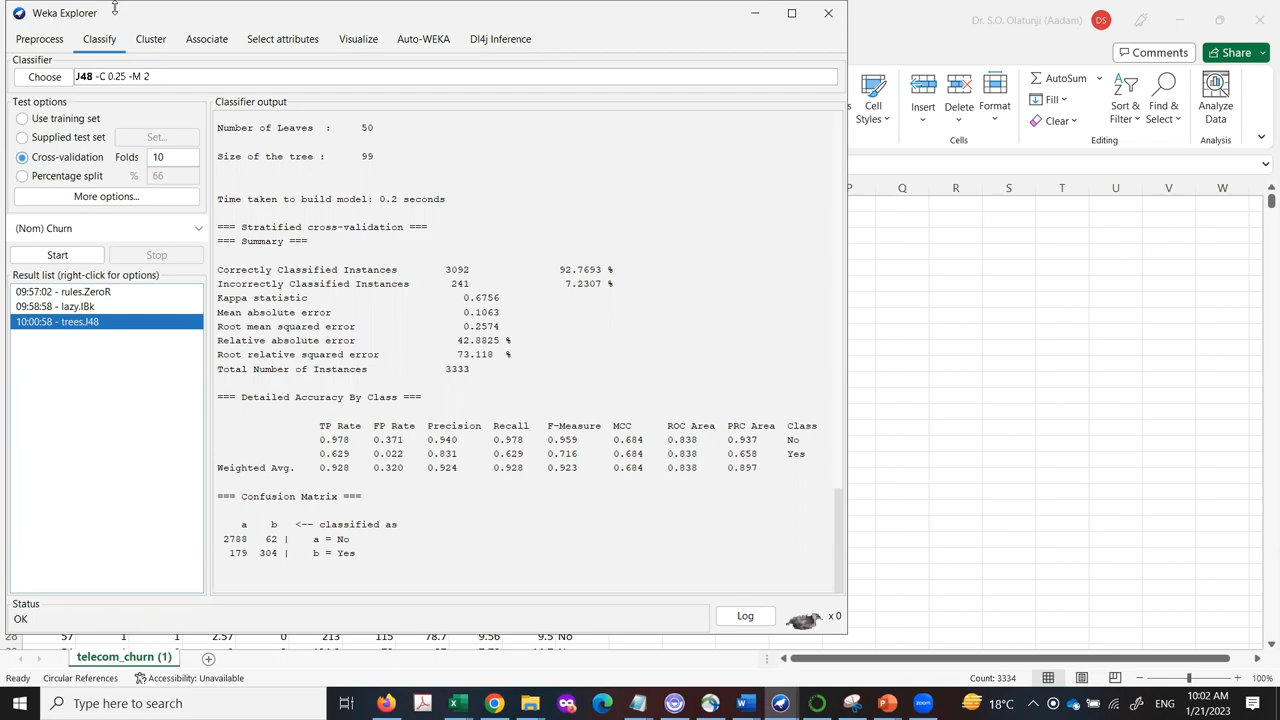 Weka Explorer
Dr. S.O. Olatunji (Aadam) DS
Preprocess Classify Cluster Associate Select attributes Visualize Auto-WEKA Dl4j Inference
Comments Share
Classifier
Choose J48 -C 0.25 -M 2
Cell Styles Insert Delete Format
AutoSum
Fill
Clear
Sort & Filter Find & Select Analyze Data
Cells Editing Analysis
Test options
Use training set
Supplied test set Set...
Cross-validation Folds 10
Percentage split % 66
More options...
(Nom) Churn
Start Stop
Result list (right-click for options)
09:57:02 - rules.ZeroR
09:58:58 - lazy.IBk
10:00:58 - trees.J48
Classifier output
Number of Leaves : 50
Size of the tree : 99
Time taken to build model: 0.2 seconds
=== Stratified cross-validation ===
=== Summary ===
Correctly Classified Instances 3092 92.7693 %
Incorrectly Classified Instances 241 7.2307 %
Kappa statistic 0.6756
Mean absolute error 0.1063
Root mean squared error 0.2574
Relative absolute error 42.8825 %
Root relative squared error 73.118 %
Total Number of Instances 3333
=== Detailed Accuracy By Class ===
TP Rate FP Rate Precision Recall F-Measure MCC ROC Area PRC Area Class
0.978 0.371 0.940 0.978 0.959 0.684 0.838 0.937 No
0.629 0.022 0.831 0.629 0.716 0.684 0.838 0.658 Yes
Weighted Avg. 0.928 0.320 0.924 0.928 0.923 0.684 0.838 0.897
=== Confusion Matrix ===
a b <-- classified as
2788 62 | a = No
179 304 | b = Yes
Q R S T U V W
Status
OK
Log x 0
telecom_churn (1)
Circular References Accessibility: Unavailable Count: 3334 100%
Type here to search
18°C
10:02 AM
1/21/2023